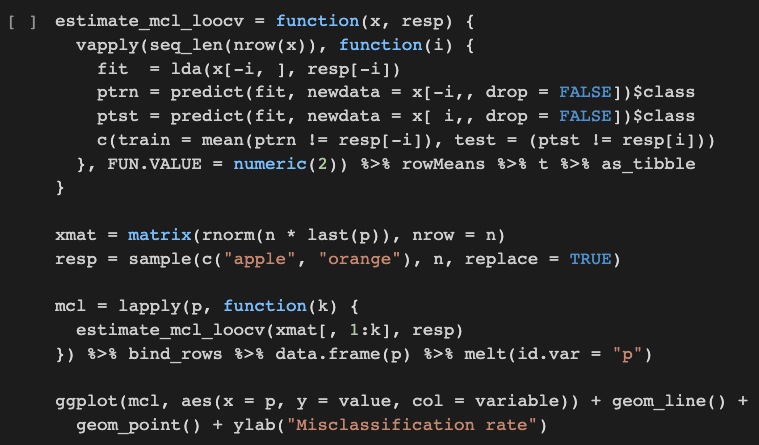 [ ] estimate_mcl_loocv = function(x, resp) {
  vapply(seq_len(nrow(x)), function(i) {
    fit  = lda(x[-i, ], resp[-i])
    ptrn = predict(fit, newdata = x[-i,, drop = FALSE])$class
    ptst = predict(fit, newdata = x[ i,, drop = FALSE])$class
    c(train = mean(ptrn != resp[-i]), test = (ptst != resp[i]))
  }, FUN.VALUE = numeric(2)) %>% rowMeans %>% t %>% as_tibble
}

xmat = matrix(rnorm(n * last(p)), nrow = n)
resp = sample(c("apple", "orange"), n, replace = TRUE)

mcl = lapply(p, function(k) {
  estimate_mcl_loocv(xmat[, 1:k], resp)
}) %>% bind_rows %>% data.frame(p) %>% melt(id.var = "p")

ggplot(mcl, aes(x = p, y = value, col = variable)) + geom_line() +
  geom_point() + ylab("Misclassification rate")